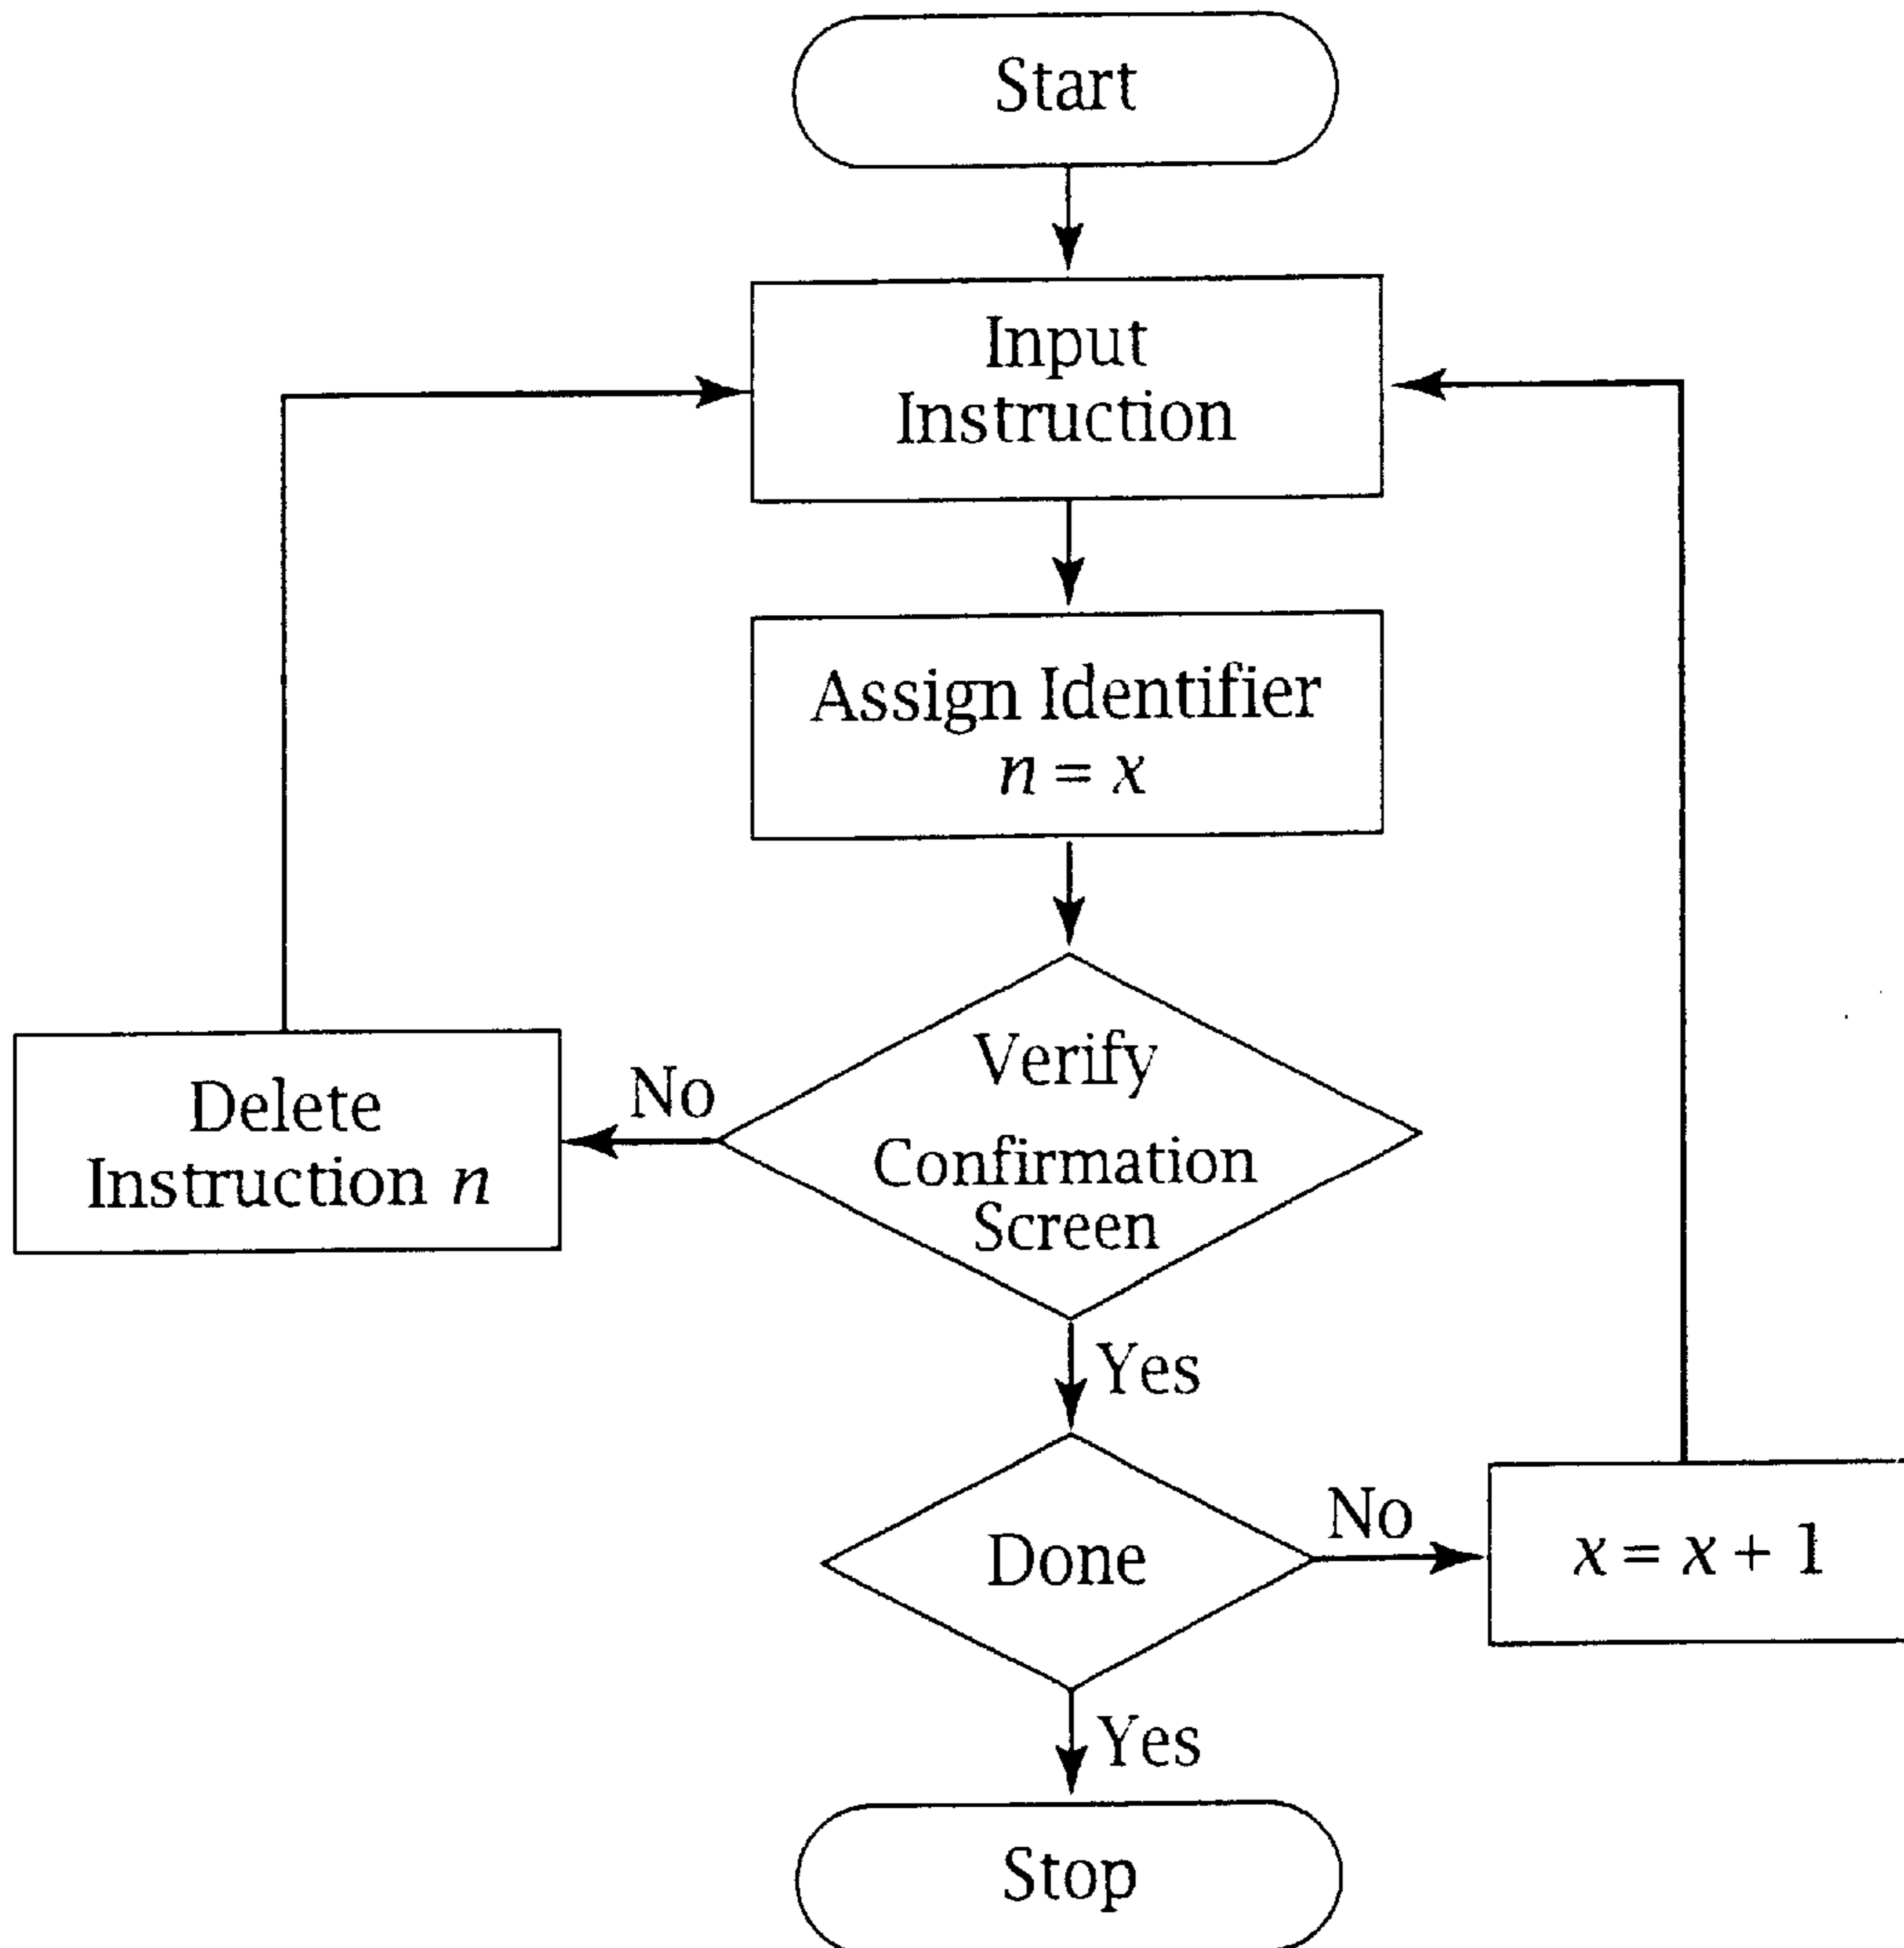 Start
Input
Instruction
Assign Identifier
n = x
Verify
Confirmation
Screen
No
Delete
Instruction n
Yes
Done
No
x = x + 1
Yes
Stop